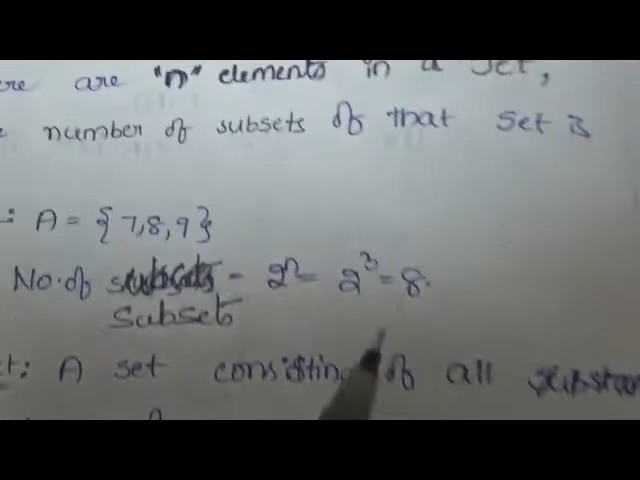 are "n" elements in a set,
number of subsets of that set is
: A = {7,8,9}
No. of subsets - 2ⁿ = 2³ = 8.
subset
: A set consisting of all